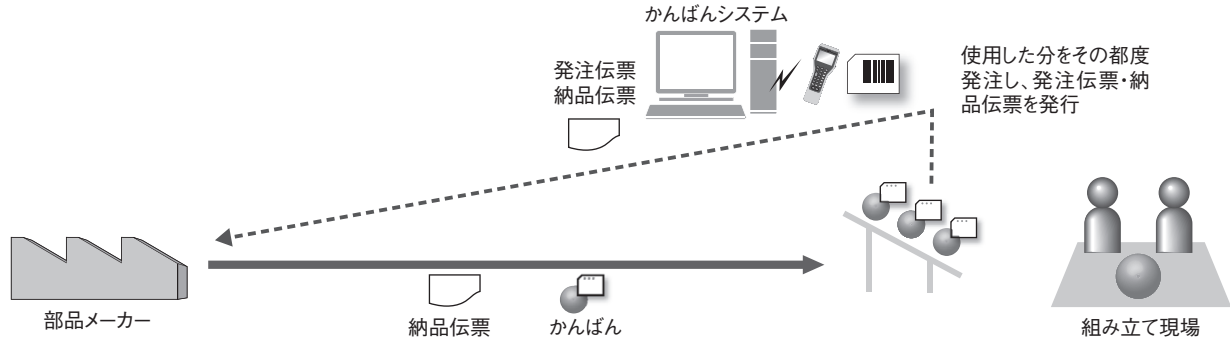 かんばんシステム
発注伝票
納品伝票
使用した分をその都度
発注し、発注伝票・納
品伝票を発行
部品メーカー
納品伝票
かんばん
組み立て現場